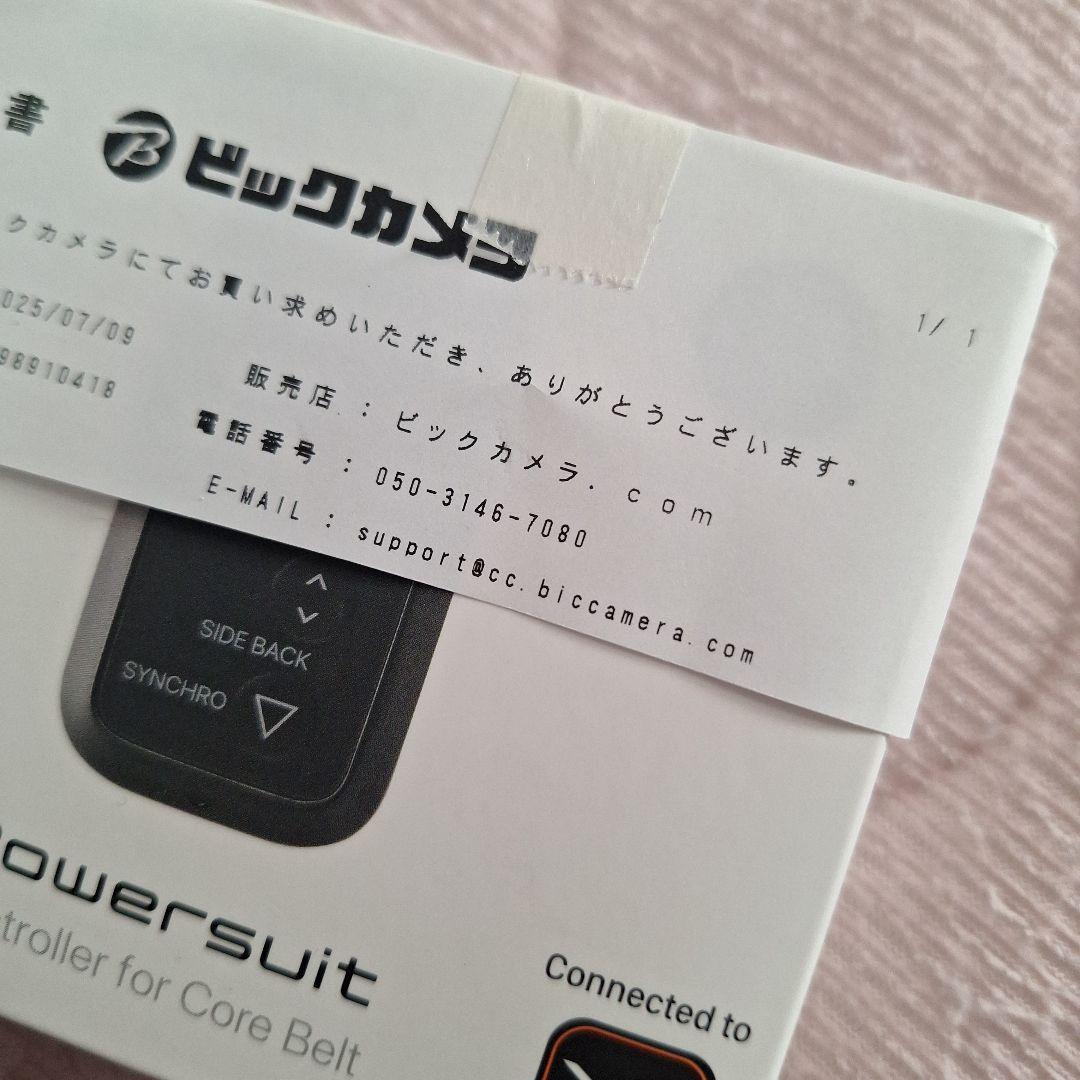 書 ビックカメラ
クカメラにてお買い求めいただき、ありがとうございます。
1/ 1
025/07/09
98910418
販売店 : ビックカメラ.com
電話番号 : 050-3146-7080
E-MAIL : support@cc.biccamera.com
SIDE BACK
SYNCHRO
Powersuit
troller for Core Belt
Connected to